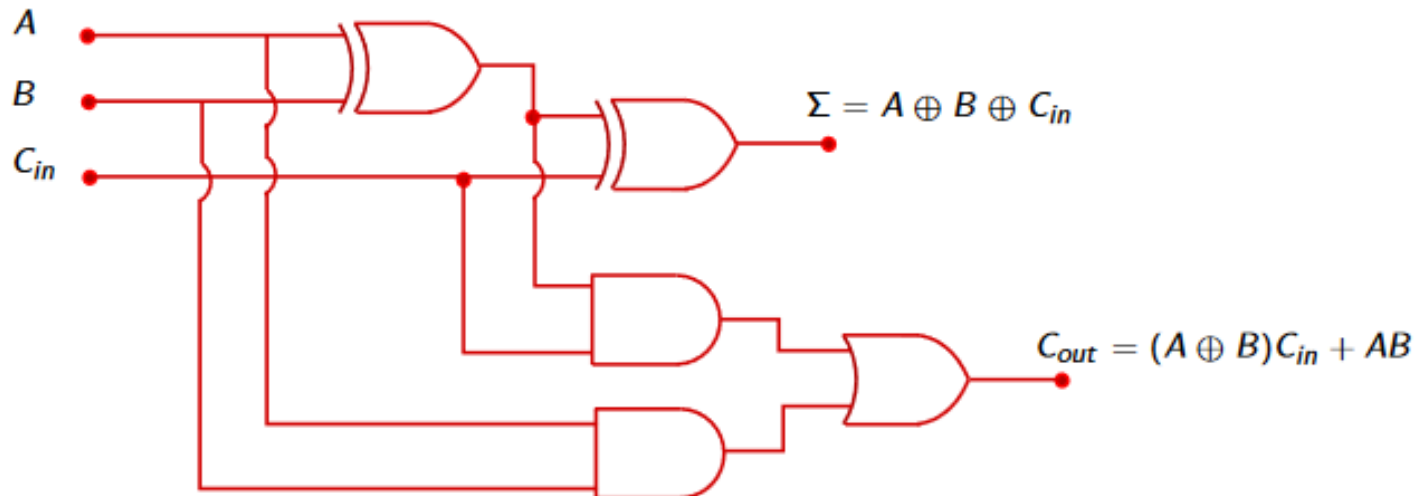 A
B
C_in
Σ = A ⊕ B ⊕ C_in
C_out = (A ⊕ B)C_in + AB